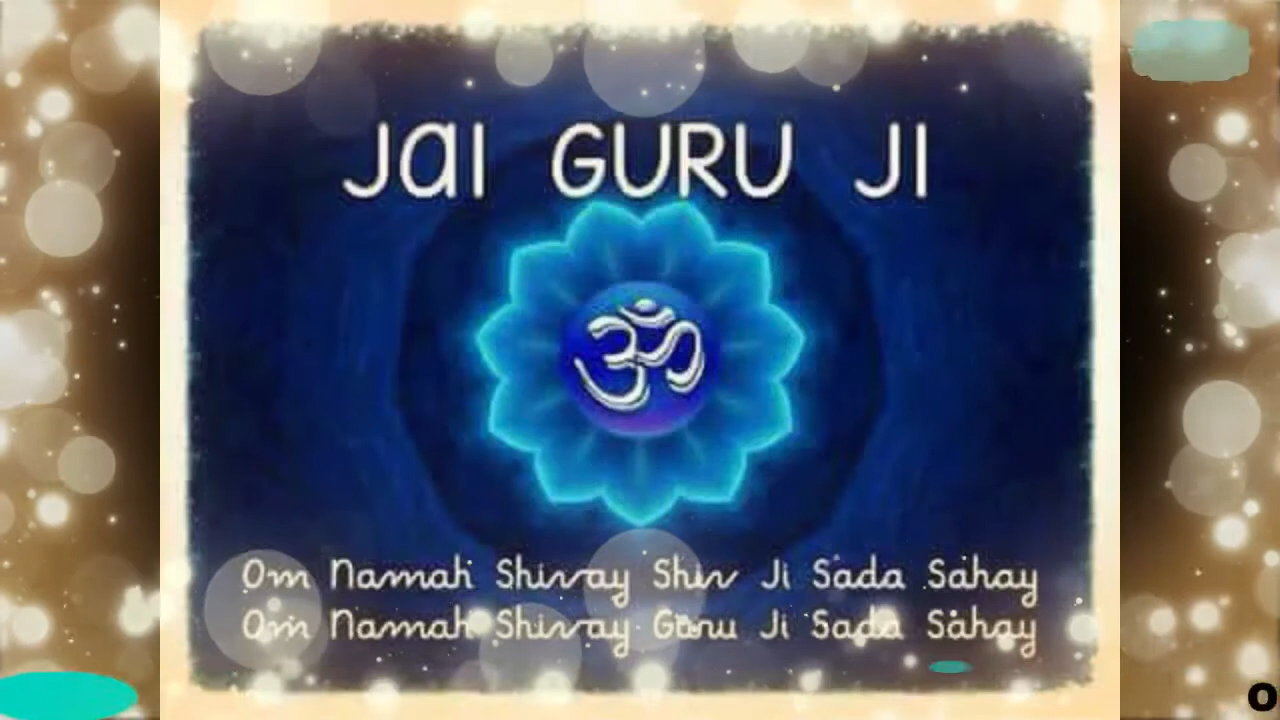 Jai GURU JI
ॐ
Om Namah Shivay Shiv Ji Sada Sahay
Om Namah Shivay Guru Ji Sada Sahay
O